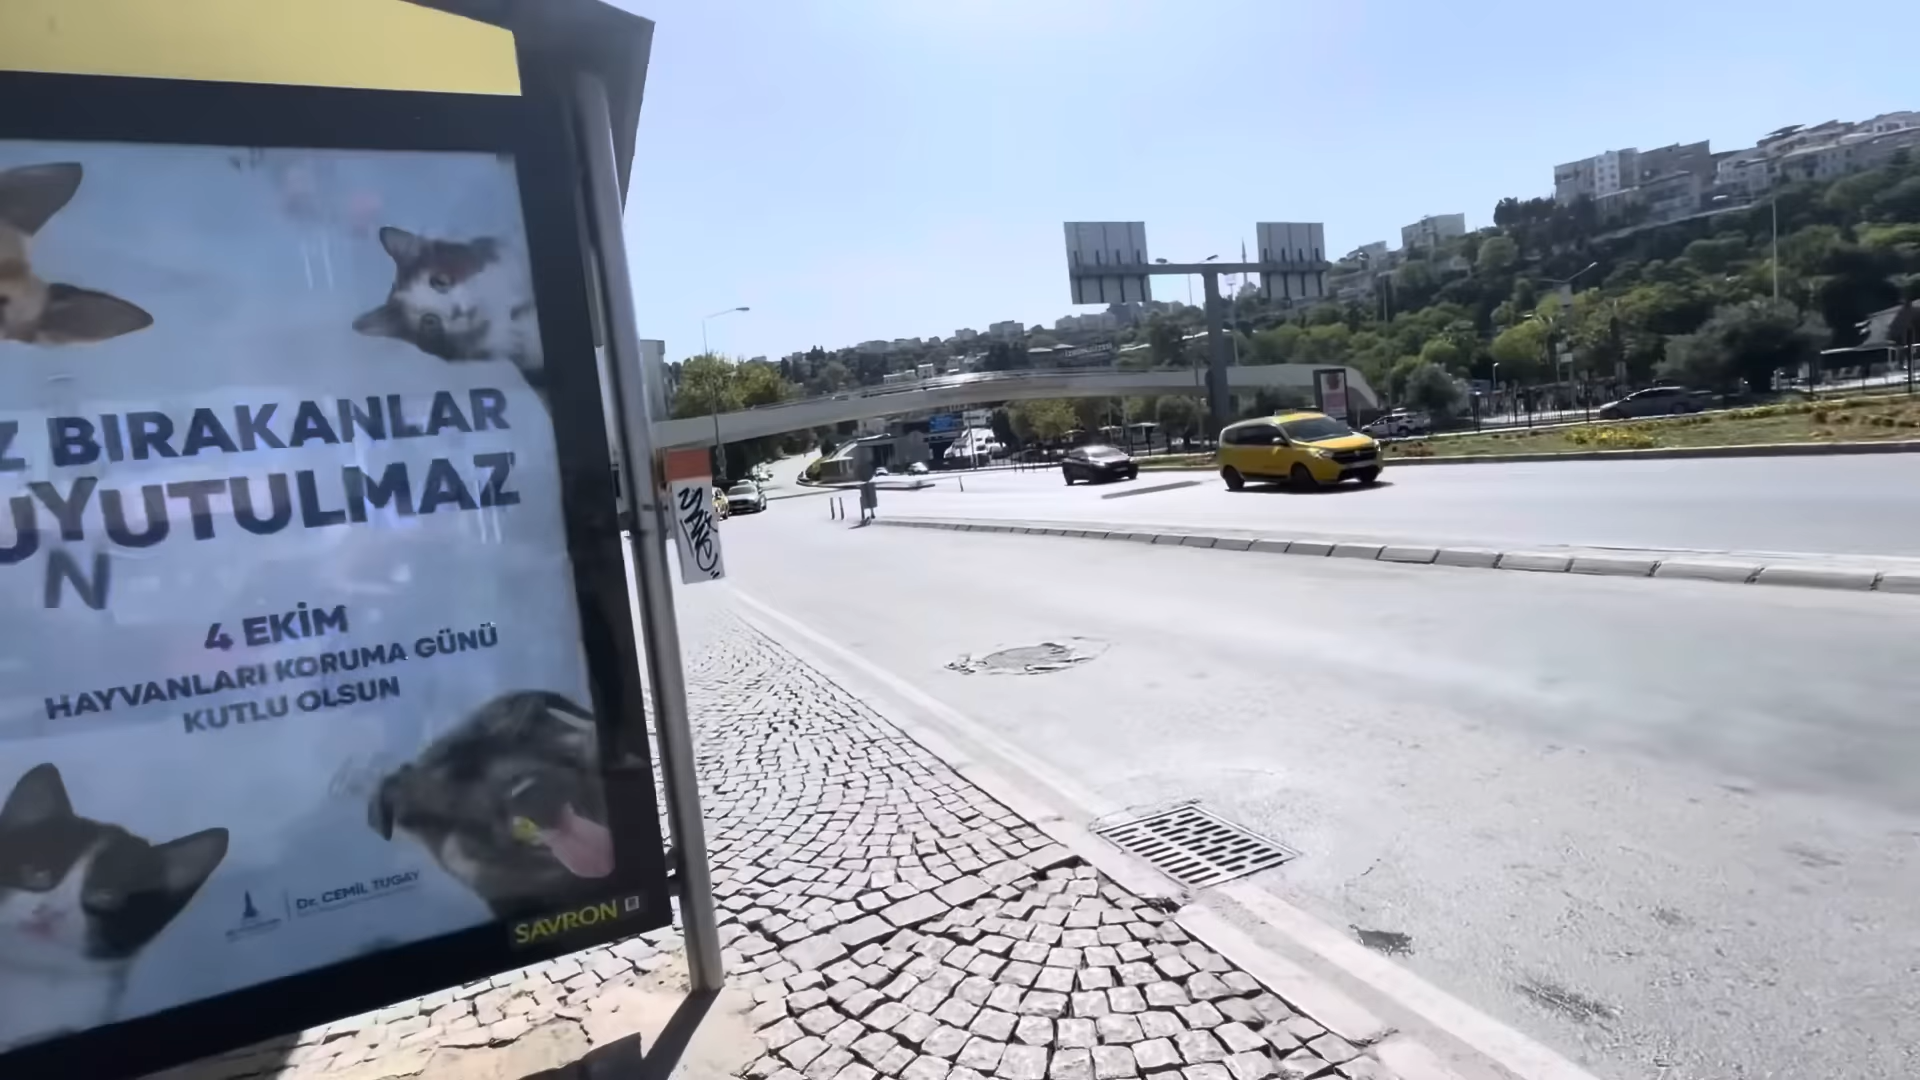 Z BIRAKANLAR
UYUTULMAZ
N
4 EKİM
HAYVANLARI KORUMA GÜNÜ
KUTLU OLSUN
Dr. CEMİL TUGAY
SAVRON